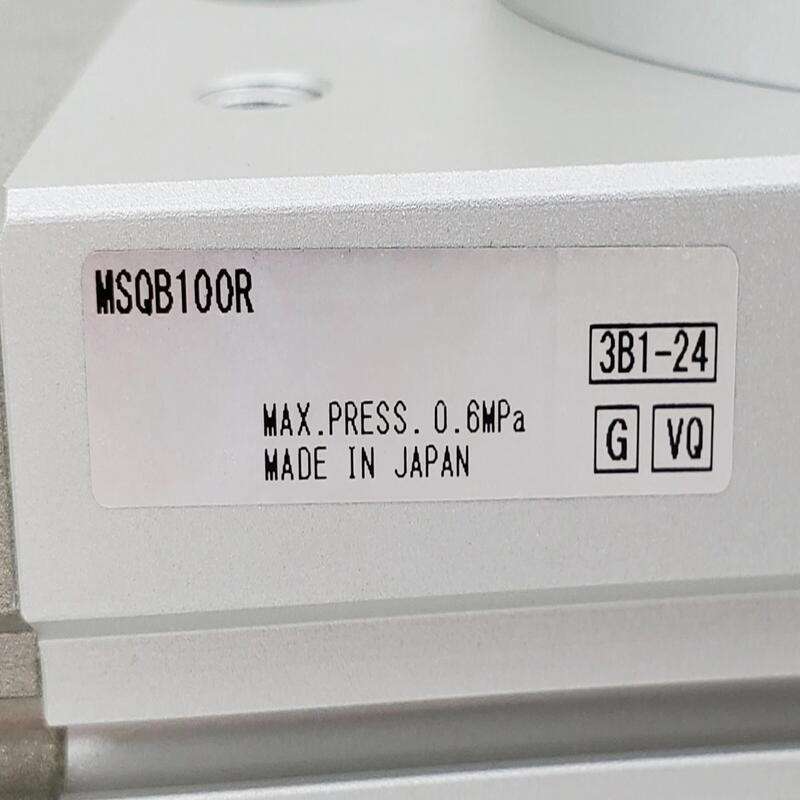 MSQB100R
3B1-24
MAX.PRESS. 0.6MPa
G VQ
MADE IN JAPAN